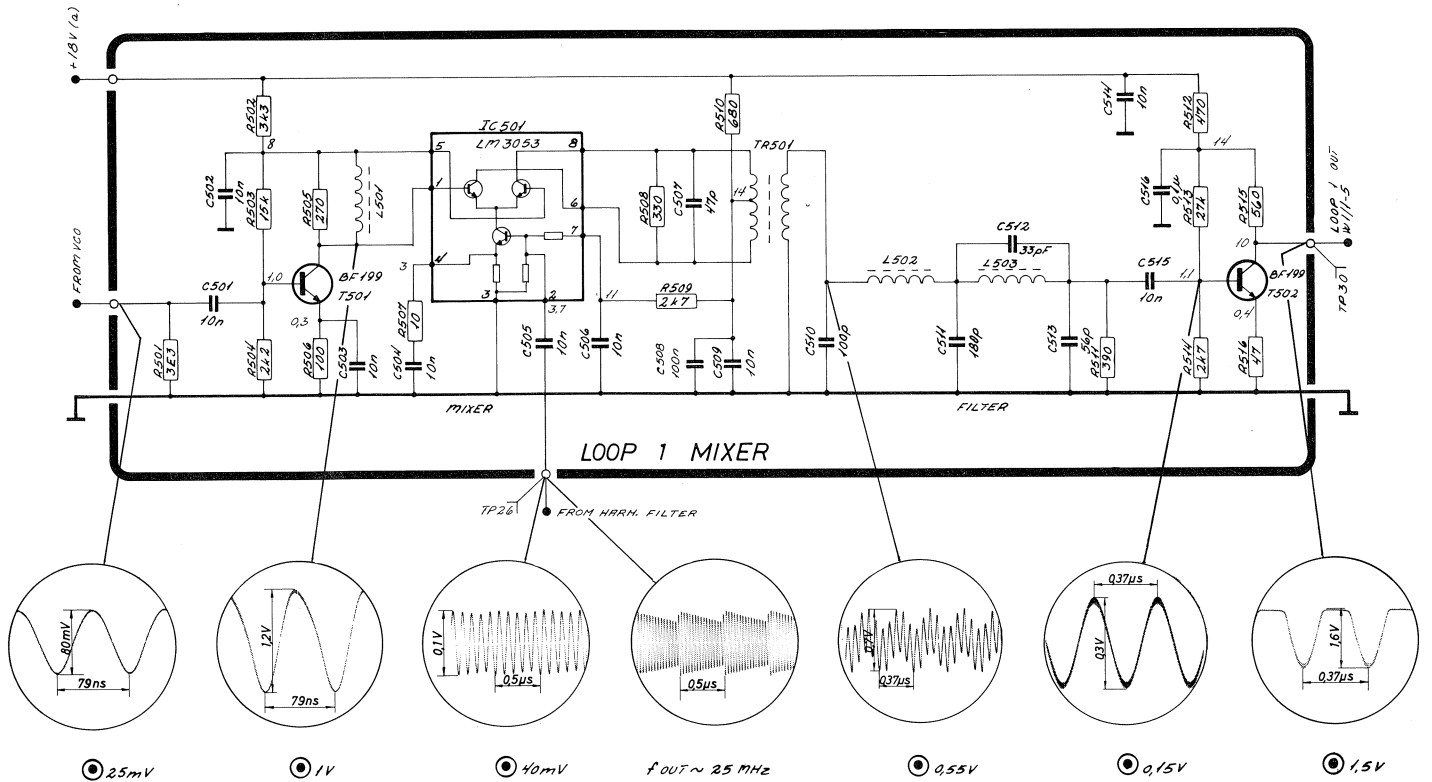 +18V (a)
R502
3k3
IC501
LM3053
R510
680
C514
10n
R512
470
8
5
8
TR501
14
C502
10n
R503
15k
R505
270
L501
1
6
7
4
3
3
2
3,7
11
R508
330
C507
47p
14
C516
0,1µ
R513
27k
R515
560
LOOP 1 OUT
W11-5
FROM VCO
C501
10n
1,0
BF199
T501
0,3
R507
10
R509
2k7
L502
C512
33pF
L503
C515
10n
1,1
10
BF199
T502
0,4
TP30
R501
3E3
R504
2k2
R506
100
C503
10n
C504
10n
C505
10n
C506
10n
C508
100n
C509
10n
C510
100p
C511
180p
C513
56p
R511
390
R514
2k7
R516
47
MIXER
FILTER
LOOP 1 MIXER
TP26
FROM HARM. FILTER
80mV
79ns
1,2V
79ns
0,1V
0,5µs
0,5µs
0,7V
0,37µs
0,37µs
0,3V
1,6V
0,37µs
25mV
1V
40mV
f OUT ~ 25 MHz
0,55V
0,15V
1,5V